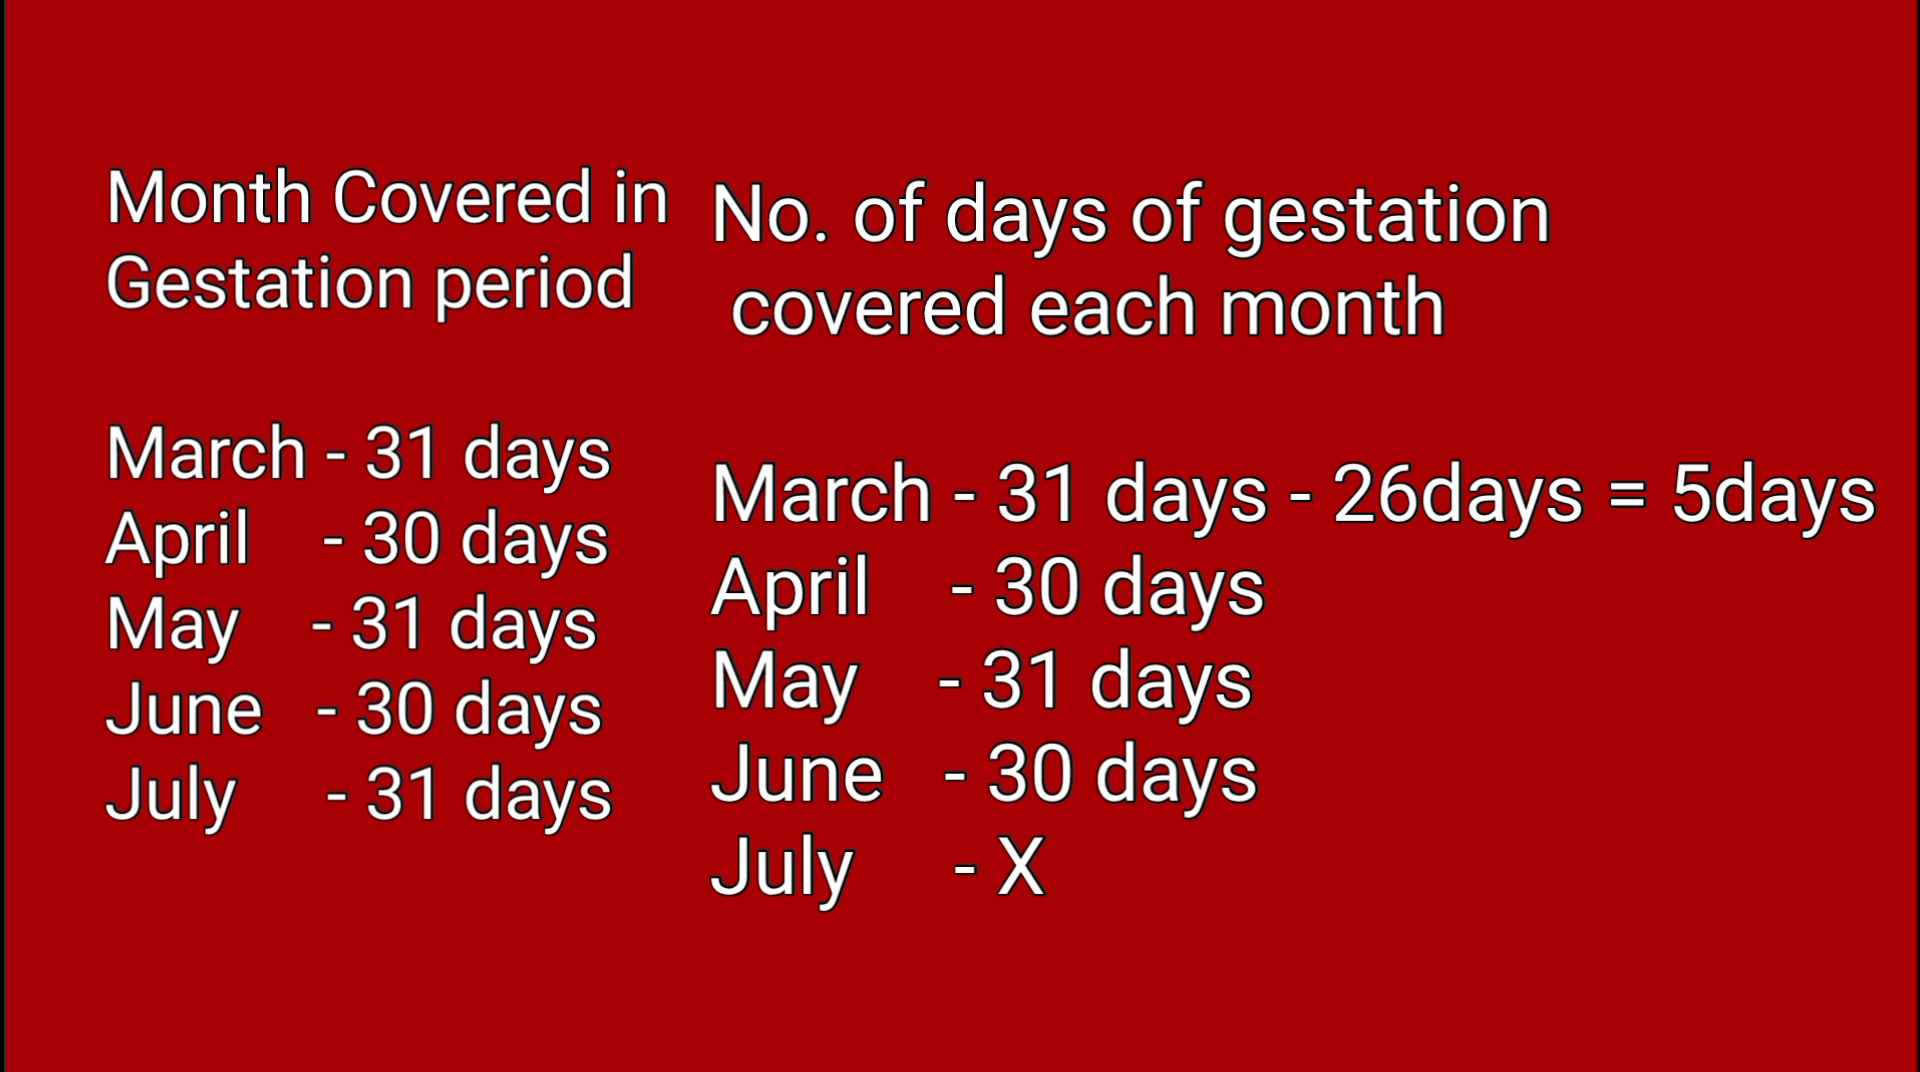 Month Covered in
Gestation period
March - 31 days
April - 30 days
May - 31 days
June - 30 days
July - 31 days
No. of days of gestation
covered each month
March - 31 days - 26days = 5days
April - 30 days
May - 31 days
June - 30 days
July - X